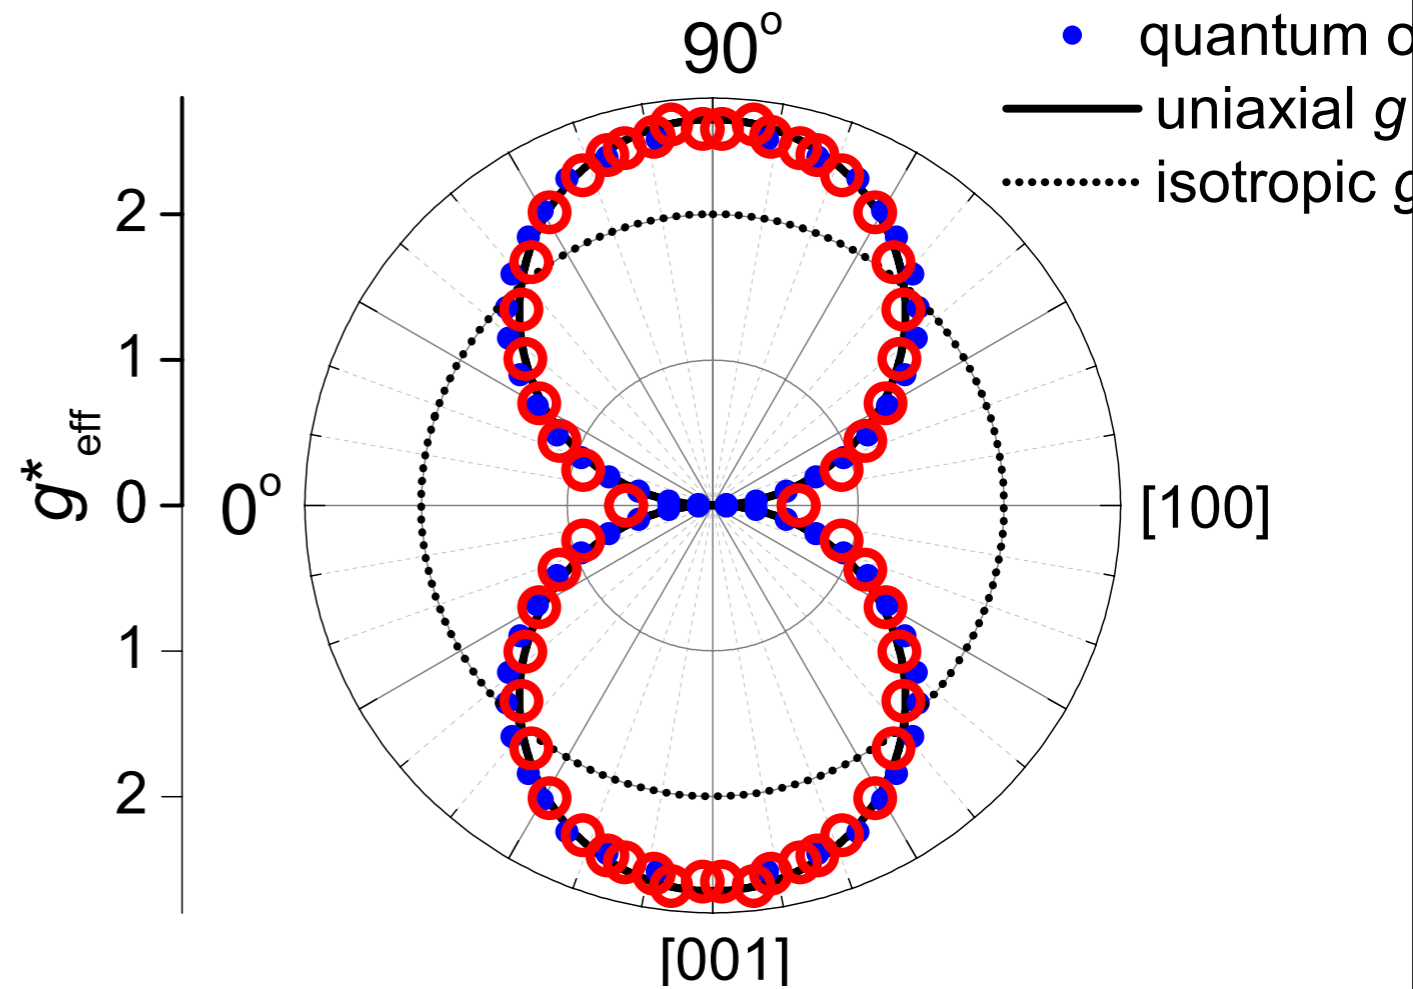 90°
quantum
uniaxial g
isotropic g
2
1
0
1
2
g*eff
0°
[100]
[001]